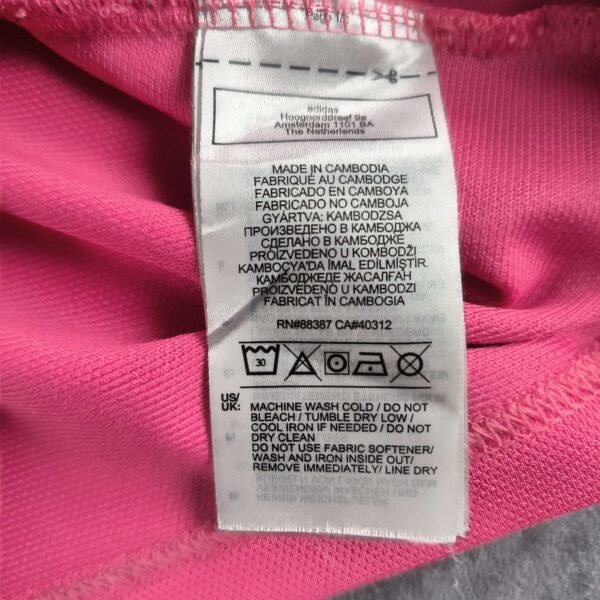 Page 1/
adidas
Hoogoorddreef 9a
Amsterdam 1101 BA
The Netherlands
MADE IN CAMBODIA
FABRIQUÉ AU CAMBODGE
FABRICADO EN CAMBOYA
FABRICADO NO CAMBOJA
GYÁRTVA: KAMBODZSA
ПРОИЗВЕДЕНО В КАМБОДЖА
СДЕЛАНО В КАМБОДЖЕ
PROIZVEDENO U KOMBODŽI
KAMBOÇYA'DA İMAL EDİLMİŞTİR.
КАМБОДЖЕДЕ ЖАСАЛҒАН
PROIZVEDENO U KAMBODŽI
FABRICAT ÎN CAMBOGIA
RN#88387 CA#40312
30
US/
UK: MACHINE WASH COLD / DO NOT
BLEACH / TUMBLE DRY LOW /
COOL IRON IF NEEDED / DO NOT
DRY CLEAN
DO NOT USE FABRIC SOFTENER/
WASH AND IRON INSIDE OUT/
REMOVE IMMEDIATELY/ LINE DRY